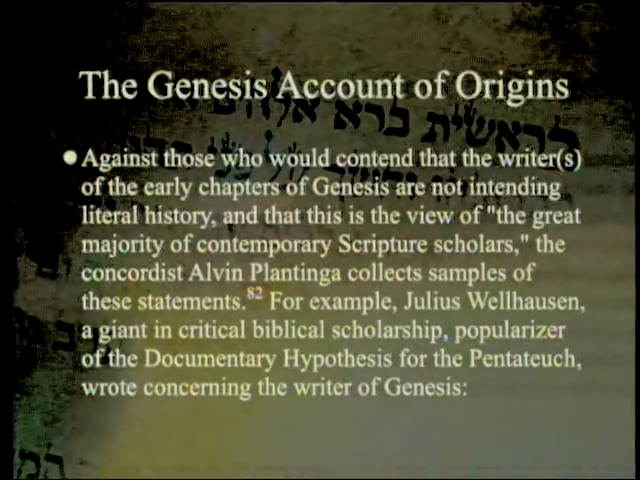 The Genesis Account of Origins
בראשית ברא אלהים
• Against those who would contend that the writer(s)
of the early chapters of Genesis are not intending
literal history, and that this is the view of "the great
majority of contemporary Scripture scholars," the
concordist Alvin Plantinga collects samples of
these statements.82 For example, Julius Wellhausen,
a giant in critical biblical scholarship, popularizer
of the Documentary Hypothesis for the Pentateuch,
wrote concerning the writer of Genesis: